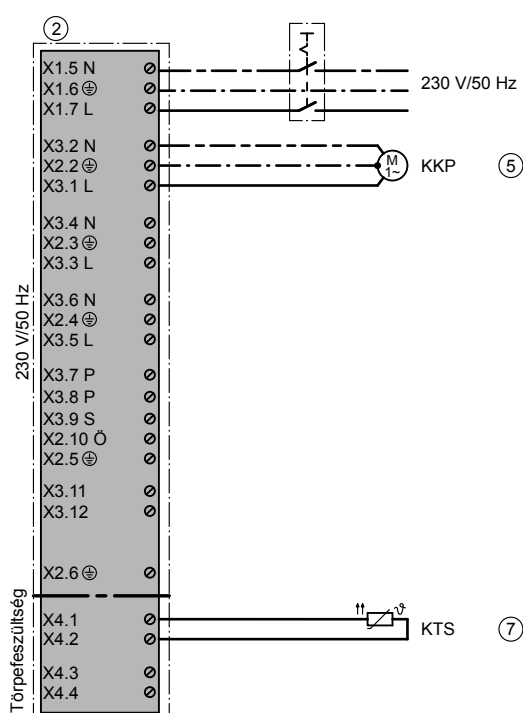 2
X1.5 N
X1.6
X1.7 L
230 V/50 Hz
X3.2 N
X2.2
X3.1 L
M
1~
KKP
5
X3.4 N
X2.3
X3.3 L
X3.6 N
X2.4
X3.5 L
230 V/50 Hz
X3.7 P
X3.8 P
X3.9 S
X2.10 Ö
X2.5
X3.11
X3.12
X2.6
Törpefeszültség
X4.1
X4.2
ϑ
KTS
7
X4.3
X4.4